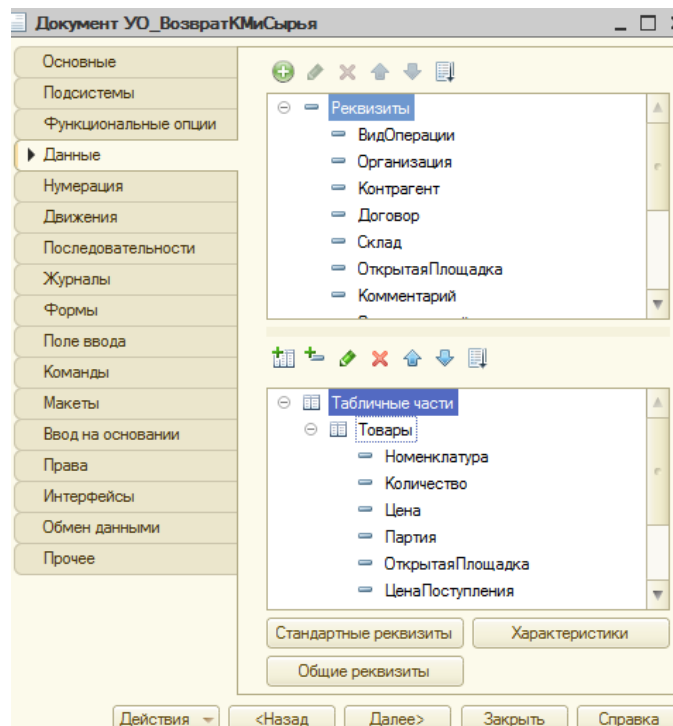 Документ УО_ВозвратКМиСырья
Основные
Подсистемы
Функциональные опции
Данные
Нумерация
Движения
Последовательности
Журналы
Формы
Поле ввода
Команды
Макеты
Ввод на основании
Права
Интерфейсы
Обмен данными
Прочее
Реквизиты
ВидОперации
Организация
Контрагент
Договор
Склад
ОткрытаяПлощадка
Комментарий
Табличные части
Товары
Номенклатура
Количество
Цена
Партия
ОткрытаяПлощадка
ЦенаПоступления
Стандартные реквизиты
Характеристики
Общие реквизиты
Действия
<Назад
Далее>
Закрыть
Справка